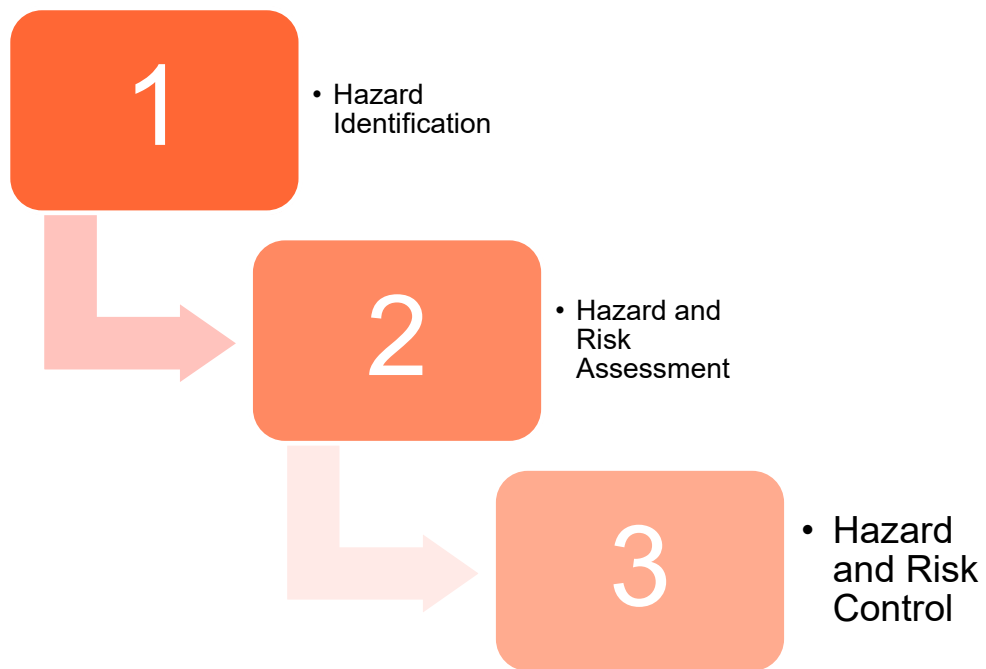 1
• Hazard
Identification
2
• Hazard and
Risk
Assessment
3
• Hazard
and Risk
Control